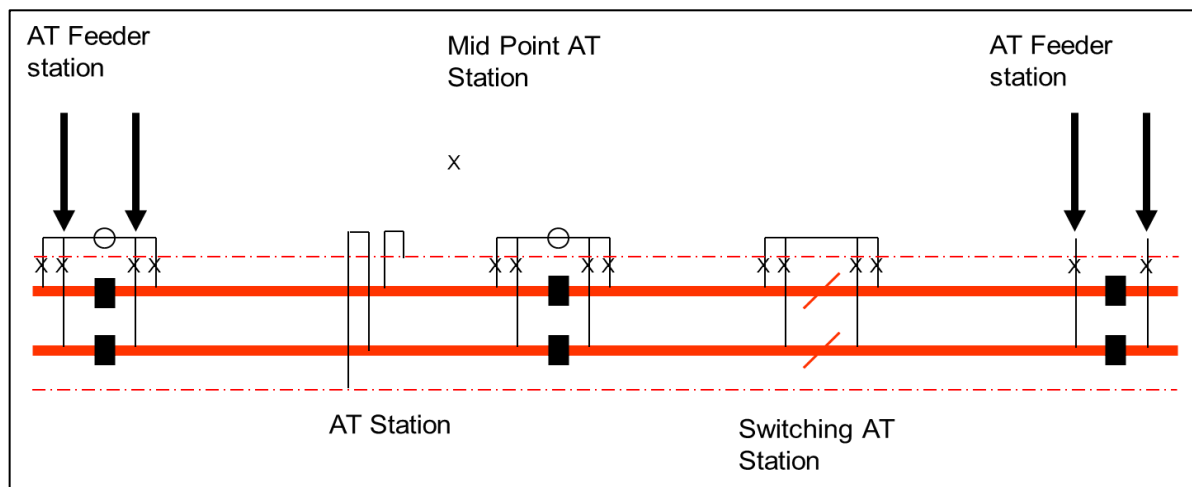 AT Feeder
station
Mid Point AT
Station
AT Feeder
station
X
X X X X X X X X X X X X X X
AT Station
Switching AT
Station